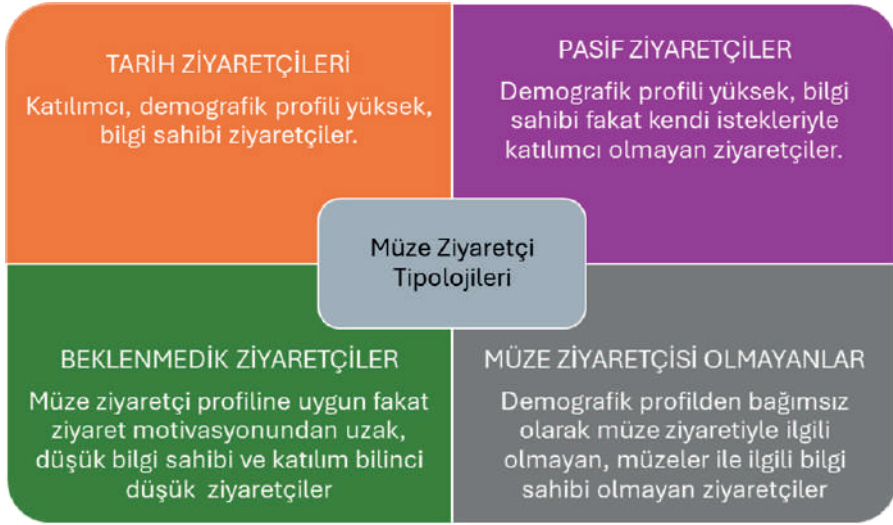 TARİH ZİYARETÇİLERİ
Katılımcı, demografik profili yüksek,
bilgi sahibi ziyaretçiler.
PASİF ZİYARETÇİLER
Demografik profili yüksek, bilgi
sahibi fakat kendi istekleriyle
katılımcı olmayan ziyaretçiler.
Müze Ziyaretçi
Tipolojileri
BEKLENMEDİK ZİYARETÇİLER
Müze ziyaretçi profiline uygun fakat
ziyaret motivasyonundan uzak,
düşük bilgi sahibi ve katılım bilinci
düşük ziyaretçiler
MÜZE ZİYARETÇİSİ OLMAYANLAR
Demografik profilden bağımsız
olarak müze ziyaretiyle ilgili
olmayan, müzeler ile ilgili bilgi
sahibi olmayan ziyaretçiler